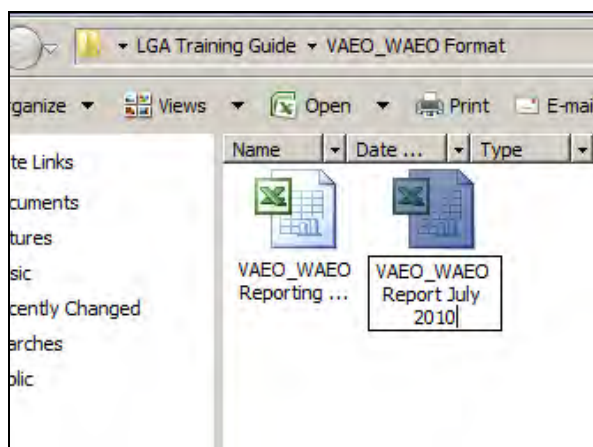 LGA Training Guide VAEO_WAEO Format
rganize Views Open Print E-mai
Name Date ... Type
te Links
cuments
tures
sic
cently Changed
arches
blic
VAEO_WAEO
Reporting ...
VAEO_WAEO
Report July
2010